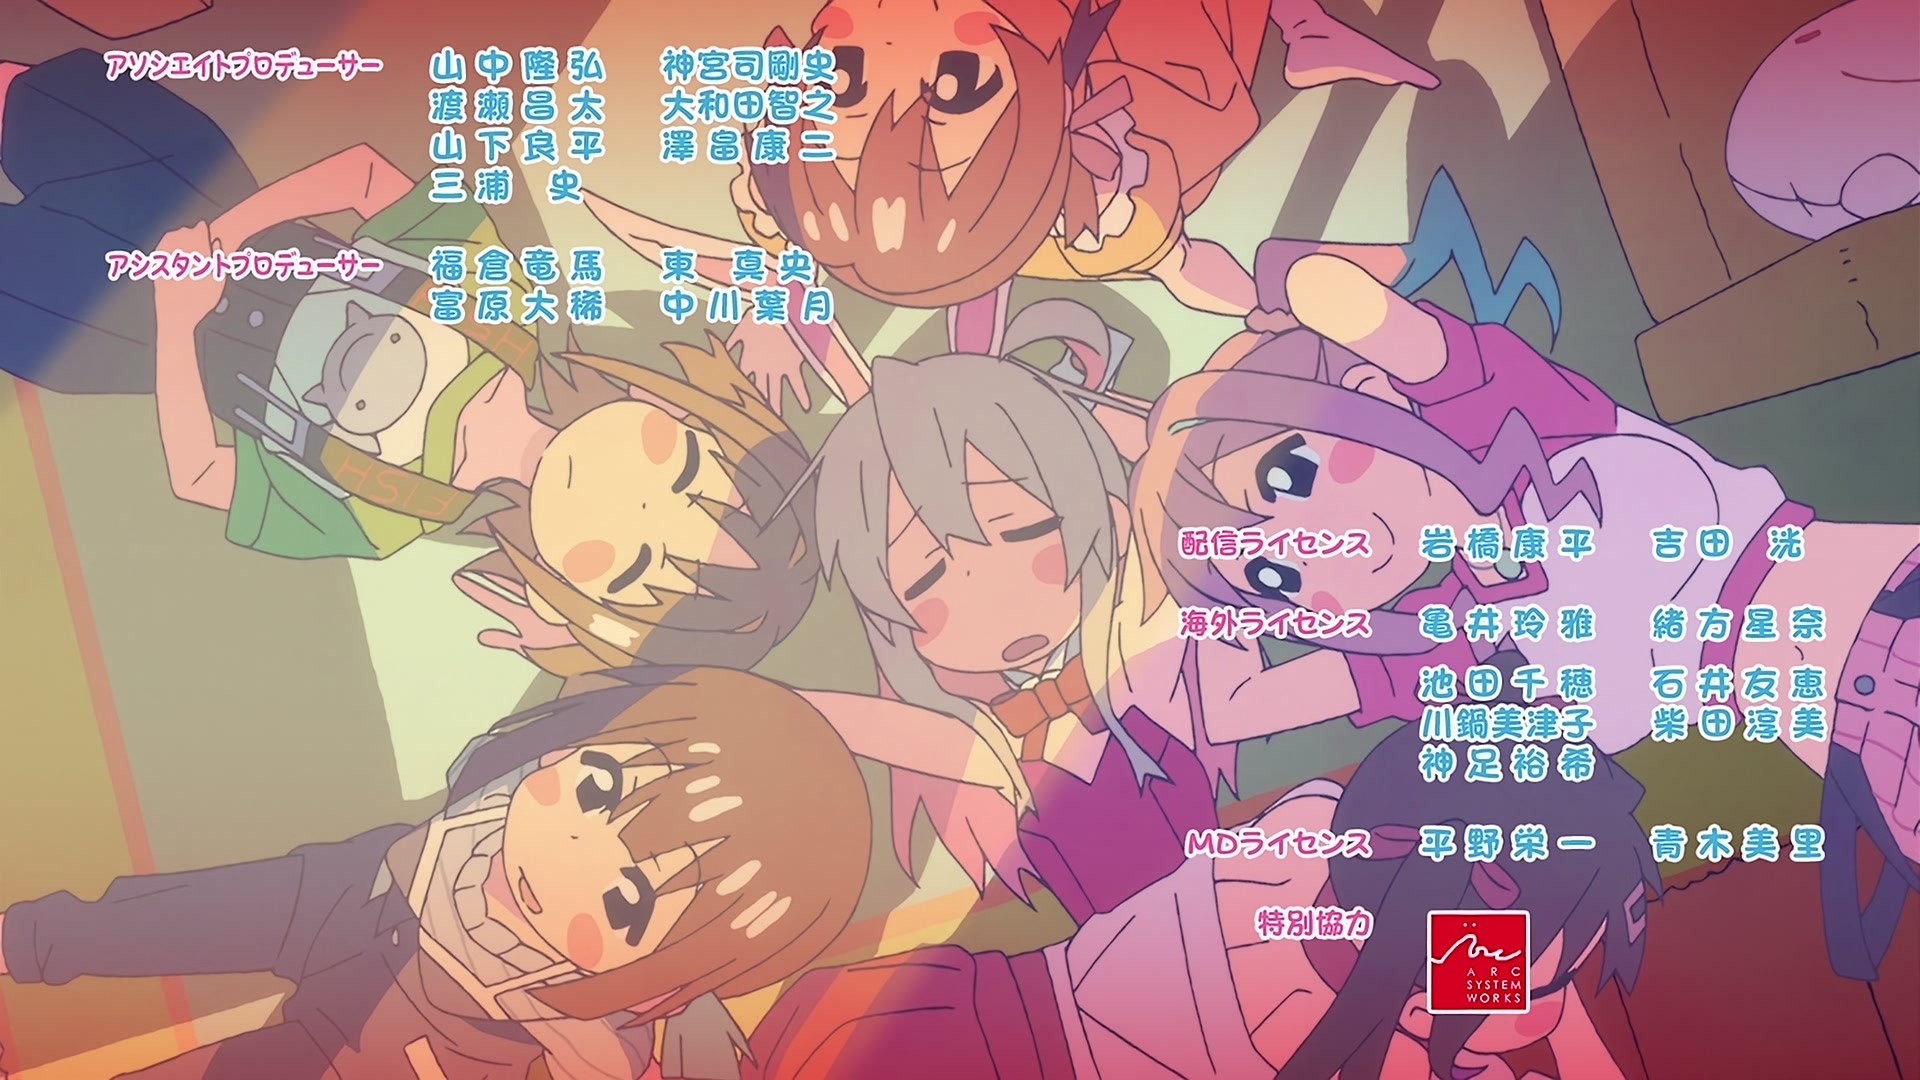 アソシエイトプロデューサー 山中隆弘 神宮司剛史
渡瀬昌太 大和田智之
山下良平 澤畠康二
三浦 史
アシスタントプロデューサー 福倉竜馬 東 真央
富原大稀 中川葉月
HSI
FISH
配信ライセンス 岩橋康平 吉田 洸
海外ライセンス 亀井玲雅 緒方星奈
池田千穂 石井友恵
川鍋美津子 柴田淳美
神足裕希
MDライセンス 平野栄一 青木美里
特別協力
Arc
ARC
SYSTEM
WORKS